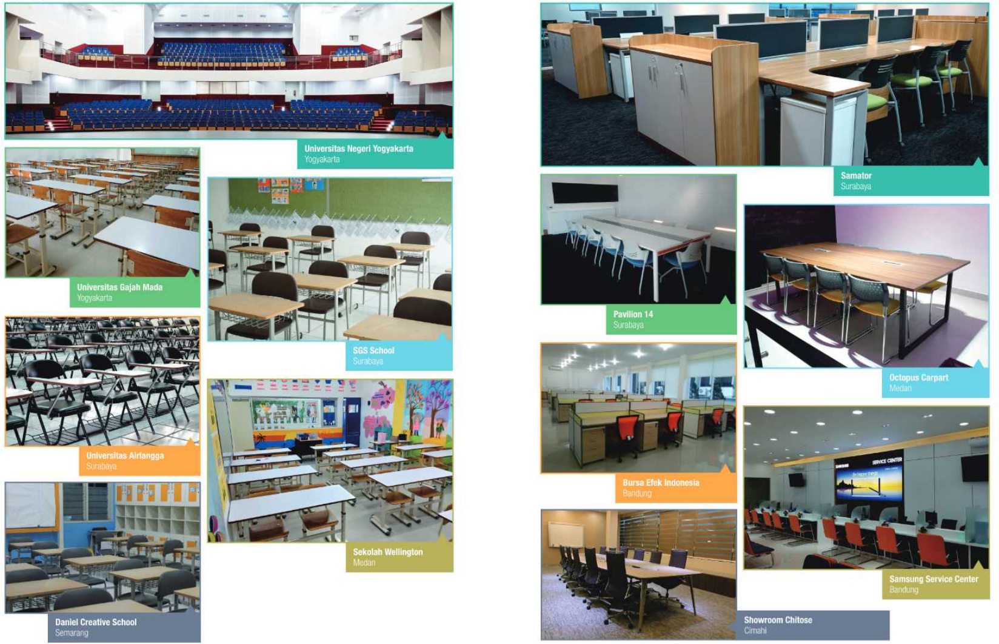 Universitas Negeri Yogyakarta
Yogyakarta
Universitas Gajah Mada
Yogyakarta
SGS School
Surabaya
Universitas Airlangga
Surabaya
Sekolah Wellington
Medan
Daniel Creative School
Semarang
Samator
Surabaya
Pavilion 14
Surabaya
Octopus Carpart
Medan
Bursa Efek Indonesia
Bandung
SAMSUNG
SERVICE CENTER
Samsung Service Center
Bandung
Showroom Chitose
Cimahi